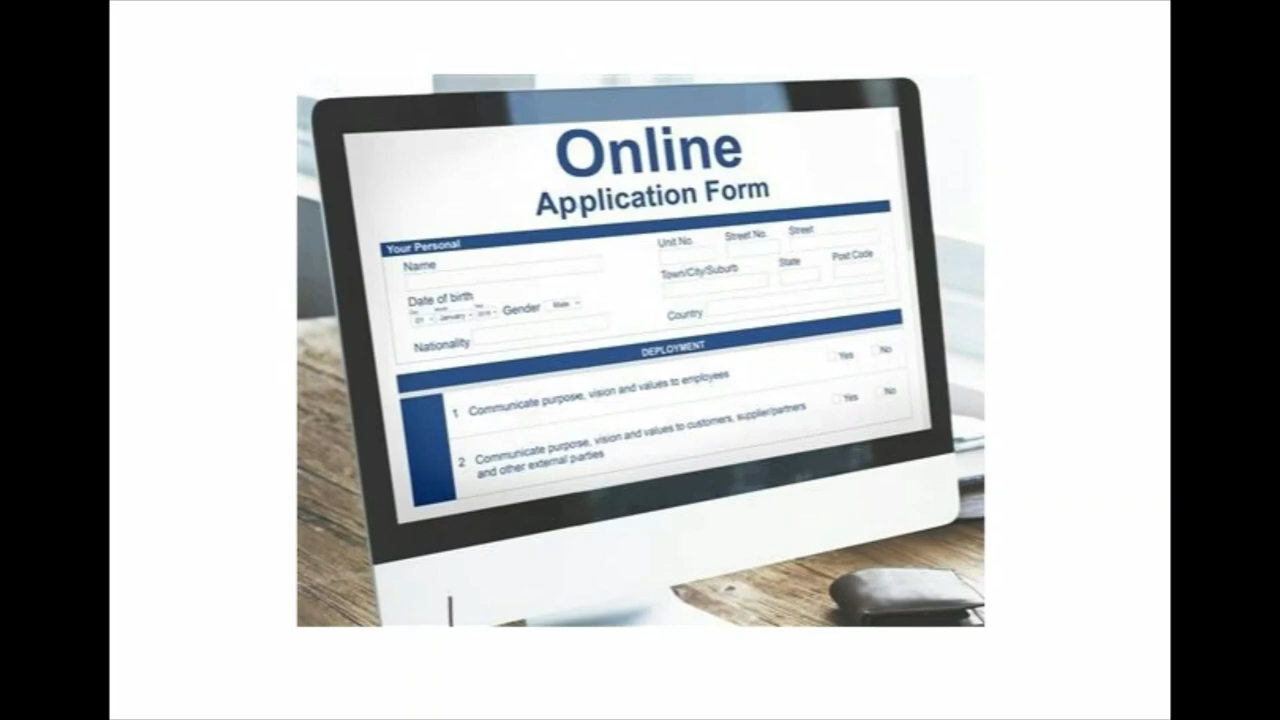 Online
Application Form
Your Personal
Name
Date of birth
01 January
Gender Male
Nationality
Unit No. Street No. Street
Town/City/Suburb State Post Code
Country
DEPLOYMENT
1 Communicate purpose, vision and values to employees Yes No
2 Communicate purpose, vision and values to customers, supplier/partners
and other external parties Yes No